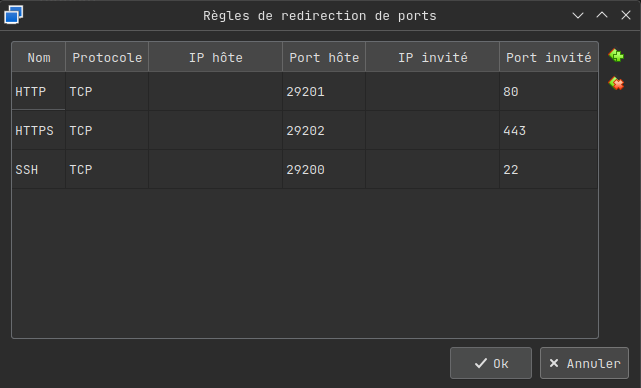 Règles de redirection de ports
Nom Protocole IP hôte Port hôte IP invité Port invité
HTTP TCP 29201 80
HTTPS TCP 29202 443
SSH TCP 29200 22
Ok Annuler